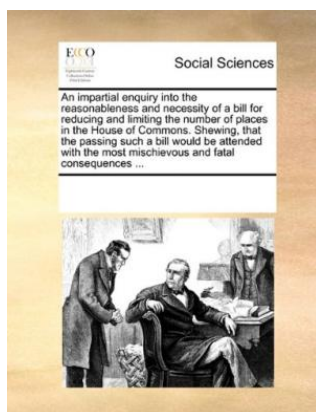 ECCO
Social Sciences
An impartial enquiry into the
reasonableness and necessity of a bill for
reducing and limiting the number of places
in the House of Commons. Shewing, that
the passing such a bill would be attended
with the most mischievous and fatal
consequences ...